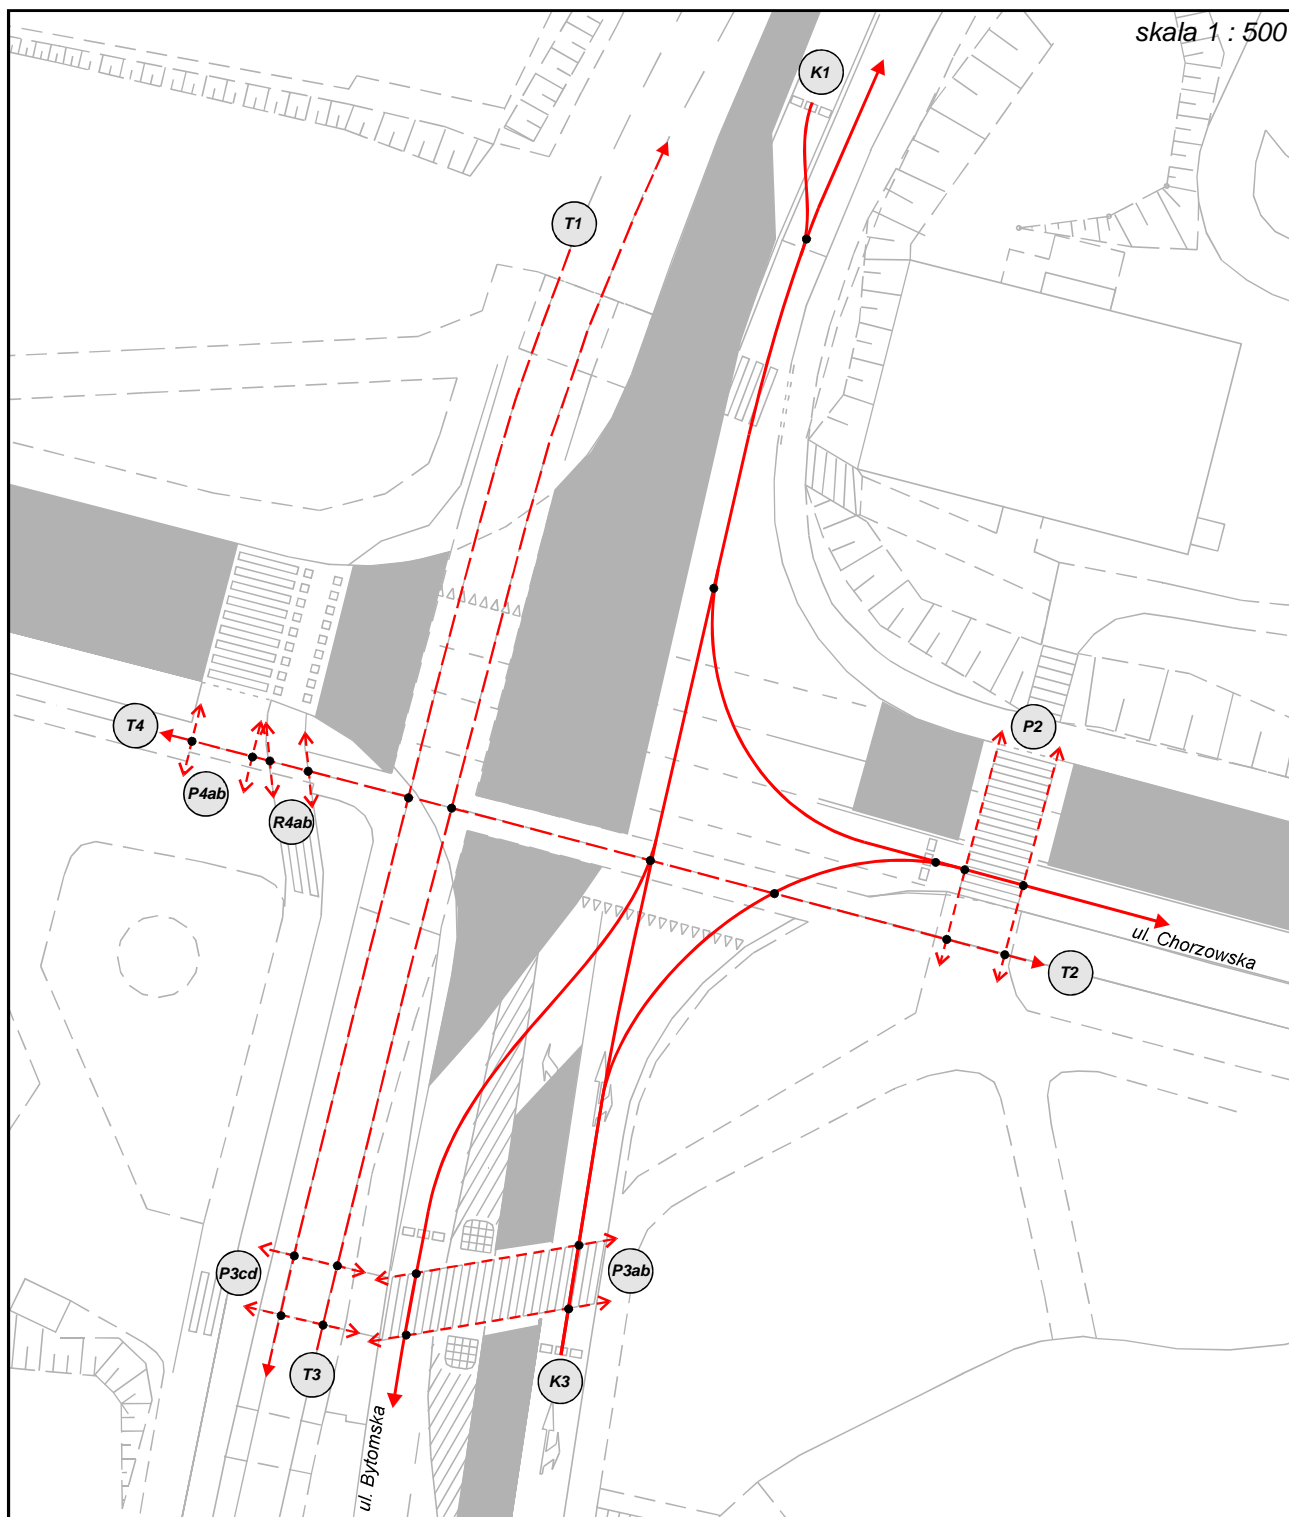 skala 1 : 500
K1
T1
P2
T4
P4ab
R4ab
ul. Chorzowska
T2
P3cd
P3ab
T3
K3
ul. Bytomska